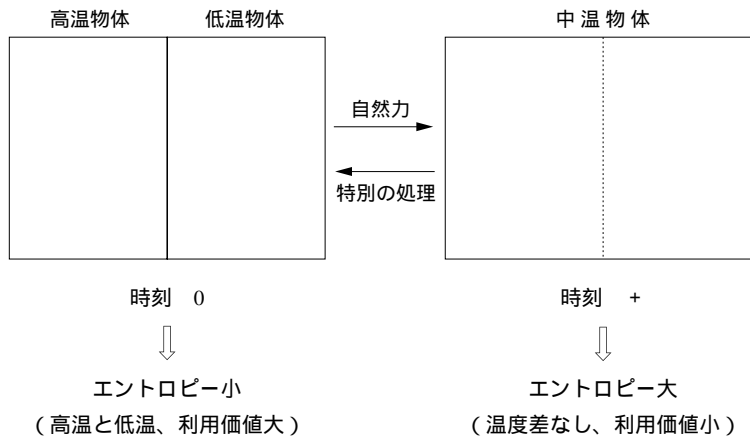 高温物体 低温物体
中 温 物 体
自然力
特別の処理
時刻 0
時刻 +
エントロピー小
エントロピー大
(高温と低温、利用価値大)
(温度差なし、利用価値小)